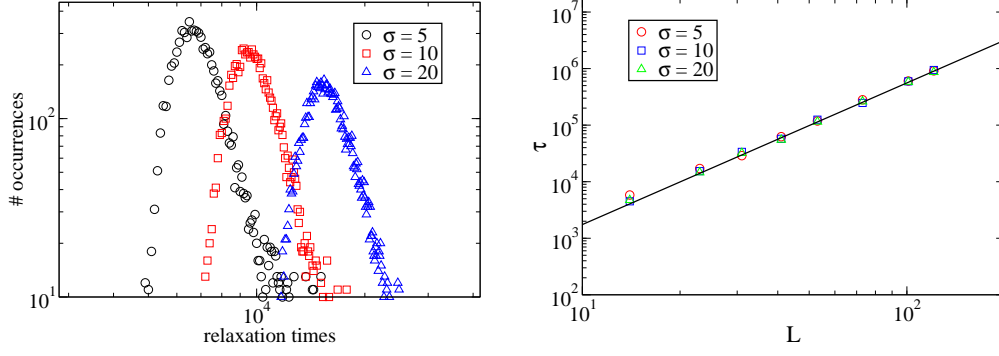 σ = 5
σ = 10
σ = 20
# occurrences
10²
10¹
10⁴
relaxation times
σ = 5
σ = 10
σ = 20
τ
10⁷
10⁶
10⁵
10⁴
10³
10²
10¹
10²
L